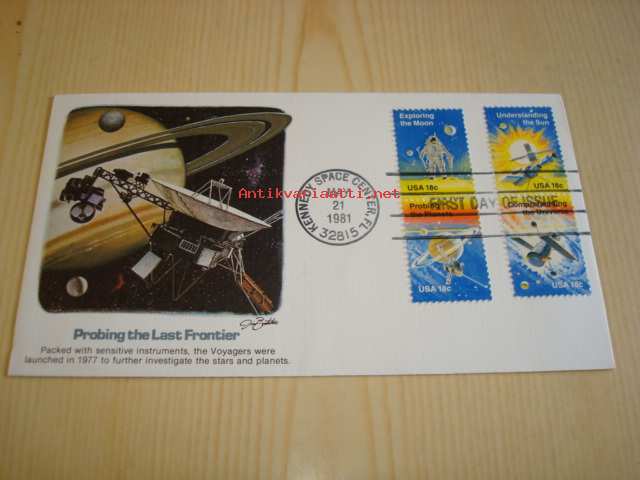 Exploring
the Moon
USA 18c
Understanding
the Sun
USA 18c
KENNEDY SPACE CENTER, FL
MAY
21
1981
32815
FIRST DAY OF ISSUE
Probing
the Planets
USA 18c
Comprehending
the Universe
USA 18c
Antikvariaatti.net
Probing the Last Frontier
Packed with sensitive instruments, the Voyagers were
launched in 1977 to further investigate the stars and planets.